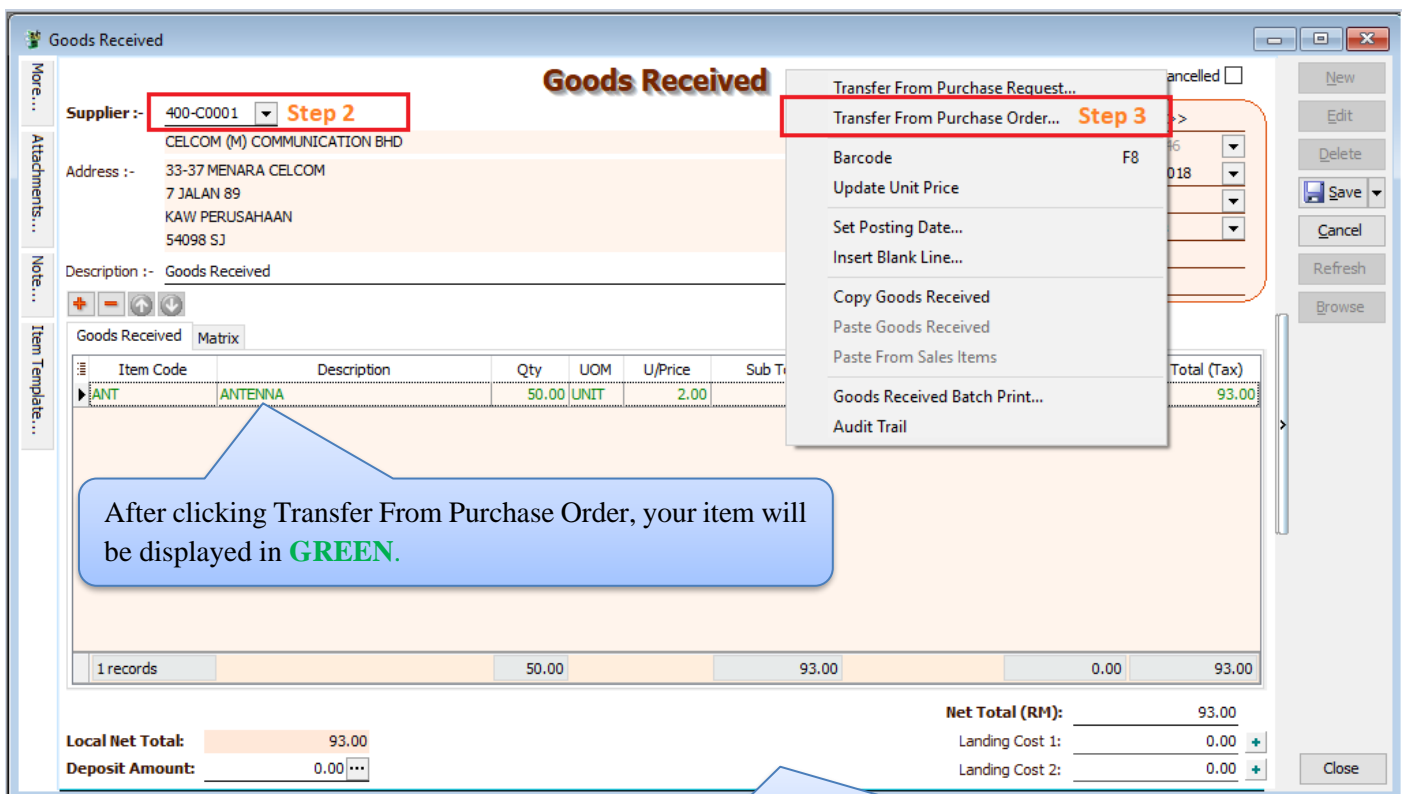 Goods Received
More...
Attachments...
Note...
Item Template...
Goods Received
ancelled
Supplier :- 400-C0001 Step 2
CELCOM (M) COMMUNICATION BHD
Address :- 33-37 MENARA CELCOM
7 JALAN 89
KAW PERUSAHAAN
54098 SJ
Description :- Goods Received
>>
018
Transfer From Purchase Request...
Transfer From Purchase Order... Step 3
Barcode F8
Update Unit Price
Set Posting Date...
Insert Blank Line...
Copy Goods Received
Paste Goods Received
Paste From Sales Items
Goods Received Batch Print...
Audit Trail
New
Edit
Delete
Save
Cancel
Refresh
Browse
Goods Received Matrix
Item Code Description Qty UOM U/Price Sub T Total (Tax)
ANT ANTENNA 50.00 UNIT 2.00 93.00
After clicking Transfer From Purchase Order, your item will
be displayed in GREEN.
1 records 50.00 93.00 0.00 93.00
Net Total (RM): 93.00
Local Net Total: 93.00 Landing Cost 1: 0.00
Deposit Amount: 0.00 Landing Cost 2: 0.00
Close